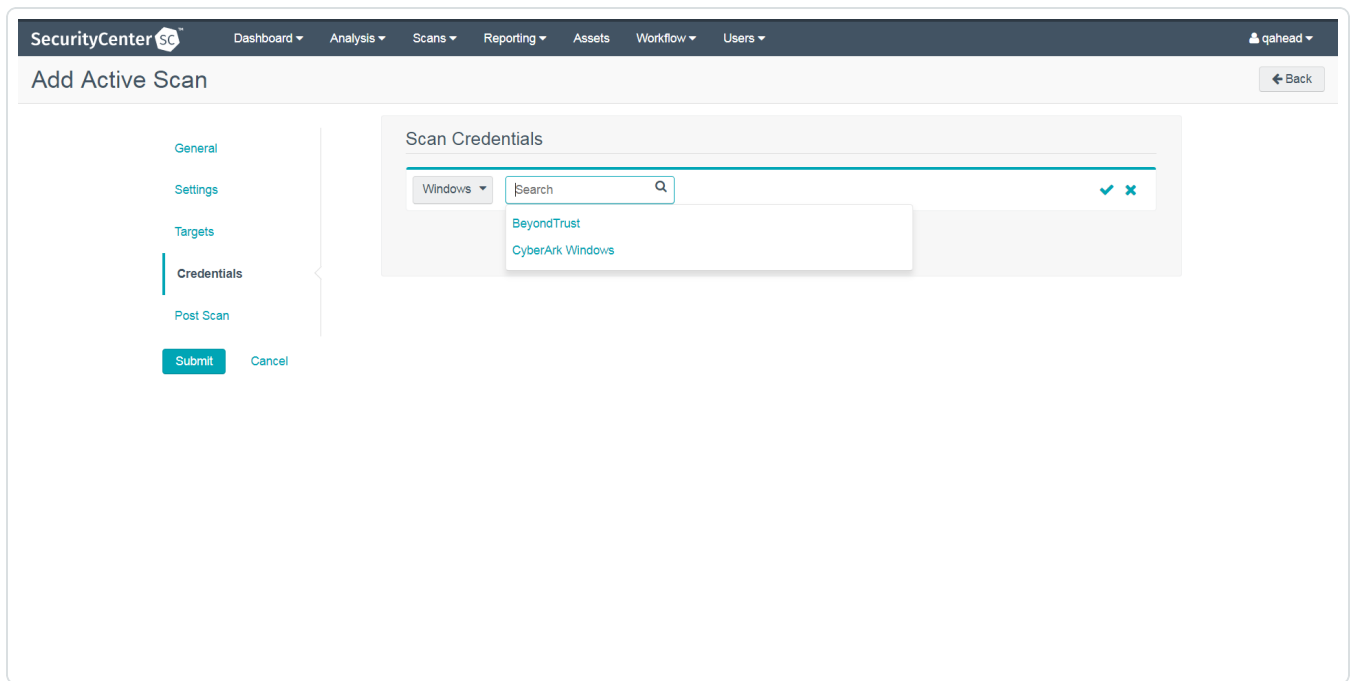 SecurityCenter SC Dashboard Analysis Scans Reporting Assets Workflow Users qahead
Add Active Scan Back
Scan Credentials
General
Windows Search
Settings
BeyondTrust
Targets
CyberArk Windows
Credentials
Post Scan
Submit Cancel